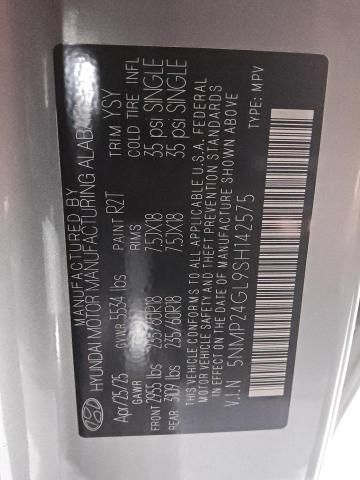 MANUFACTURED BY
HYUNDAI MOTOR MANUFACTURING ALABA
Apr/25/25 GVWR 5534 lbs PAINT R2T TRIM YSY
GAWR RIMS COLD TIRE INFL
FRONT 2955 lbs 235/60R18 7.5JX18 35 psi SINGLE
REAR 3109 lbs 235/60R18 7.5JX18 35 psi SINGLE
THIS VEHICLE CONFORMS TO ALL APPLICABLE U.S.A. FEDERAL
MOTOR VEHICLE SAFETY AND THEFT PREVENTION STANDARDS
IN EFFECT ON THE DATE OF MANUFACTURE SHOWN ABOVE
V.I.N 5NMP24GL9SH142575 TYPE: MPV